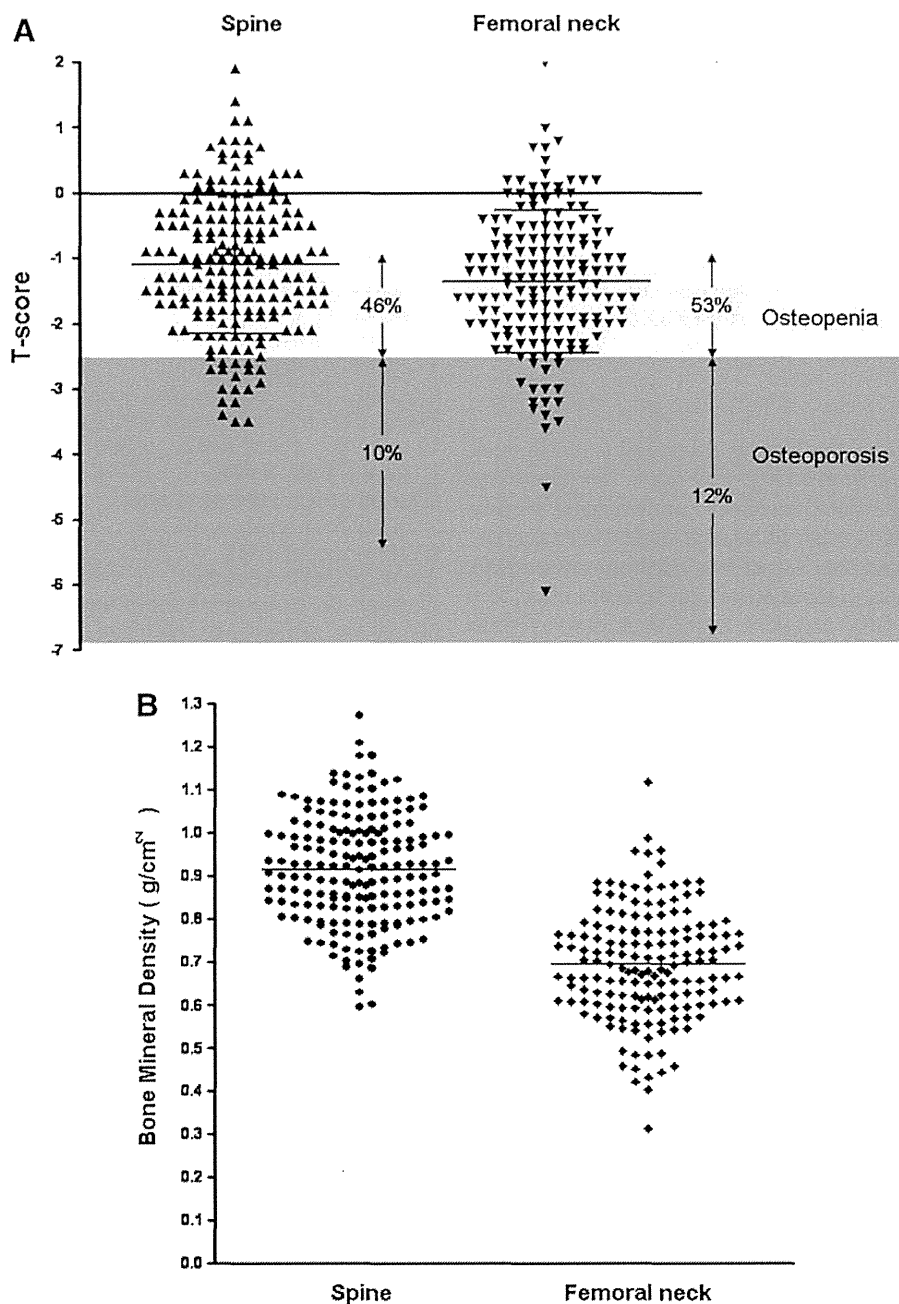 A
Spine
Femoral neck
T-score
2
1
0
-1
-2
-3
-4
-5
-6
-7
46%
53%
Osteopenia
10%
12%
Osteoporosis
B
Bone Mineral Density ( g/cm² )
1.3
1.2
1.1
1.0
0.9
0.8
0.7
0.6
0.5
0.4
0.3
0.2
0.1
0.0
Spine
Femoral neck